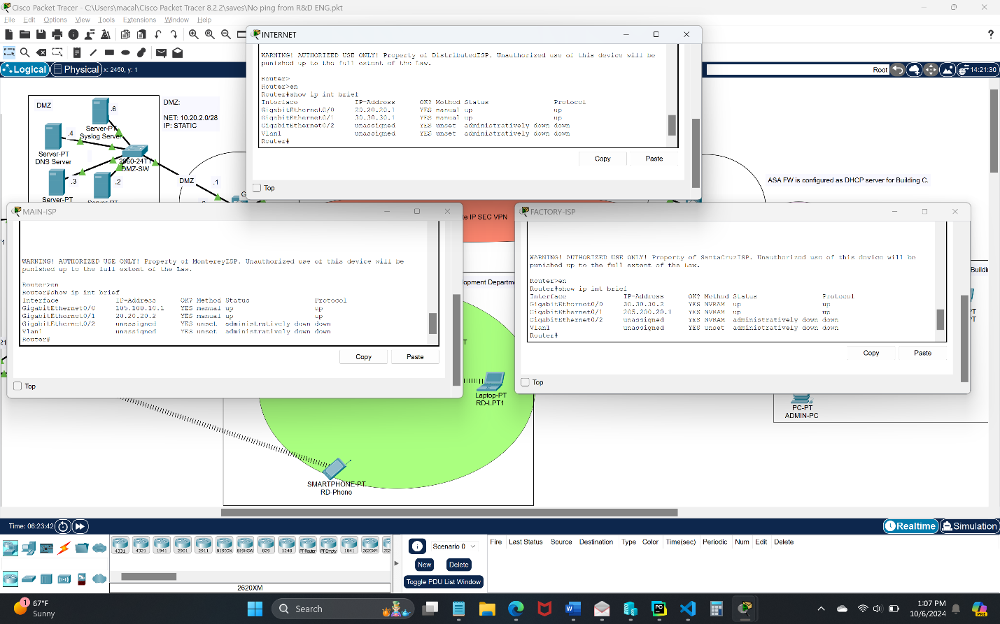 Cisco Packet Tracer - C:\Users\macal\Cisco Packet Tracer 8.2.2\saves\No ping from R&D ENG.pkt
File Edit Options View Tools Extensions Window Help
Logical Physical x: 2450, y: 1
Root 14:21:30
INTERNET
WARNING! AUTHORIZED USE ONLY! Property of DistributedISP. Unauthorized use of this device will be
punished up to the full extent of the Law.
Router>
Router>en
Router#show ip int brief
Interface IP-Address OK? Method Status Protocol
GigabitEthernet0/0 20.20.20.1 YES manual up up
GigabitEthernet0/1 30.30.30.1 YES manual up up
GigabitEthernet0/2 unassigned YES unset administratively down down
Vlan1 unassigned YES unset administratively down down
Router#
Copy Paste
Top
DMZ
.6
Server-PT
Syslog Server
.4
Server-PT
DNS Server
2960-24TT
DMZ-SW
.3
.2
Server-PT
Server-PT
DMZ:
NET: 10.20.2.0/28
IP: STATIC
DMZ
.1
ASA FW is configured as DHCP server for Building C.
MAIN-ISP
WARNING! AUTHORIZED USE ONLY! Property of MontereyISP. Unauthorized use of this device will be
punished up to the full extent of the Law.
Router>en
Router#show ip int brief
Interface IP-Address OK? Method Status Protocol
GigabitEthernet0/0 105.100.10.1 YES manual up up
GigabitEthernet0/1 20.20.20.2 YES manual up up
GigabitEthernet0/2 unassigned YES unset administratively down down
Vlan1 unassigned YES unset administratively down down
Router#
Copy Paste
Top
IP SEC VPN
FACTORY-ISP
WARNING! AUTHORIZED USE ONLY! Property of SantaCruzISP. Unauthorized use of this device will be
punished up to the full extent of the Law.
Router>en
Router#show ip int brief
Interface IP-Address OK? Method Status Protocol
GigabitEthernet0/0 30.30.30.2 YES NVRAM up up
GigabitEthernet0/1 205.200.20.1 YES NVRAM up up
GigabitEthernet0/2 unassigned YES NVRAM administratively down down
Vlan1 unassigned YES unset administratively down down
Router#
Copy Paste
Top
opment Departm
Buildin
Laptop-PT
RD-LPT1
PC-PT
ADMIN-PC
SMARTPHONE-PT
RD-Phone
Time: 06:23:42
Realtime Simulation
4331 4321 1941 2901 2911 819IOX 819HGW 829 1240 PT-Router PT-Empty 1841 2620XM 262
2620XM
Scenario 0
New Delete
Toggle PDU List Window
Fire Last Status Source Destination Type Color Time(sec) Periodic Num Edit Delete
1
67°F
Sunny
Search
1:07 PM
10/6/2024
PRE